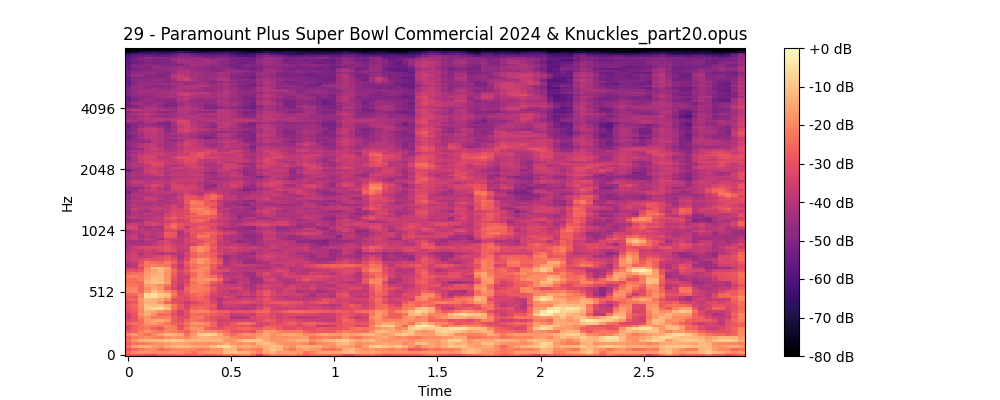 29 - Paramount Plus Super Bowl Commercial 2024 & Knuckles_part20.opus
Hz
4096
2048
1024
512
0
0
0.5
1
1.5
2
2.5
Time
+0 dB
-10 dB
-20 dB
-30 dB
-40 dB
-50 dB
-60 dB
-70 dB
-80 dB